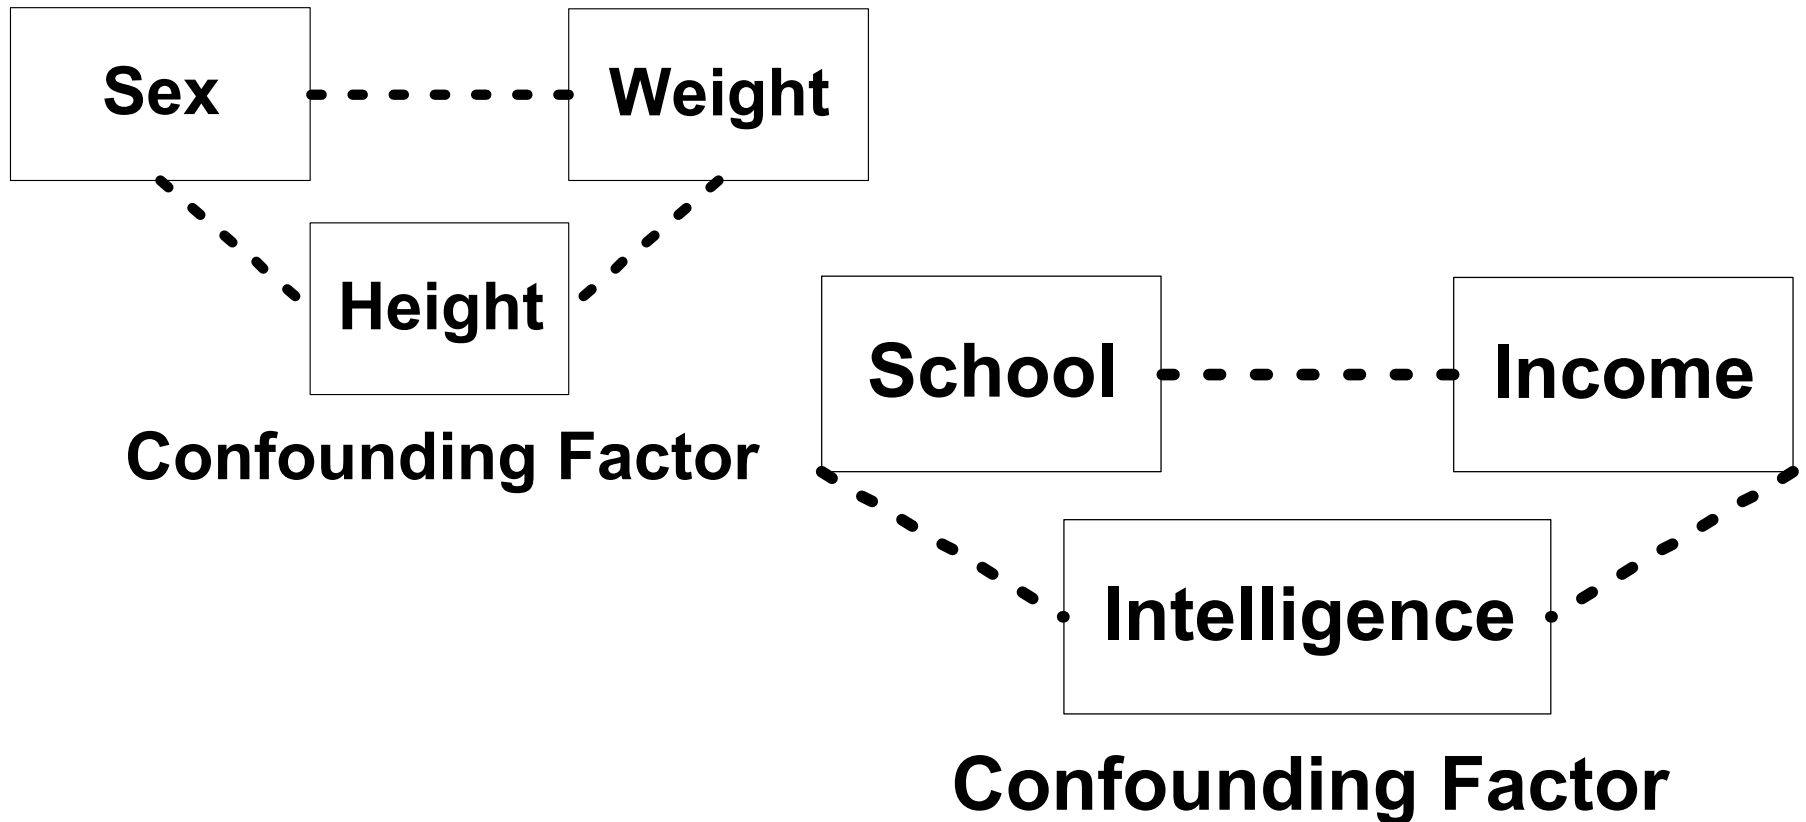 Sex
Weight
Height
Confounding Factor
School
Income
Intelligence
Confounding Factor